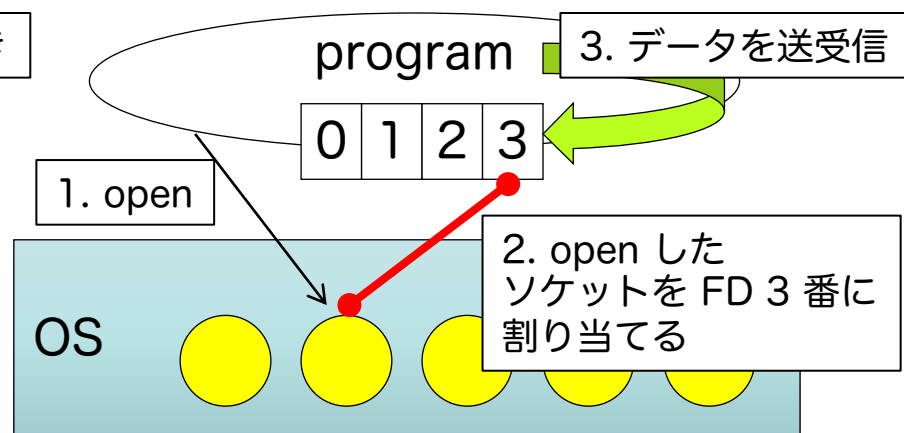 program
3. データを送受信
0 1 2 3
1. open
2. open した
ソケットを FD 3 番に
割り当てる
OS